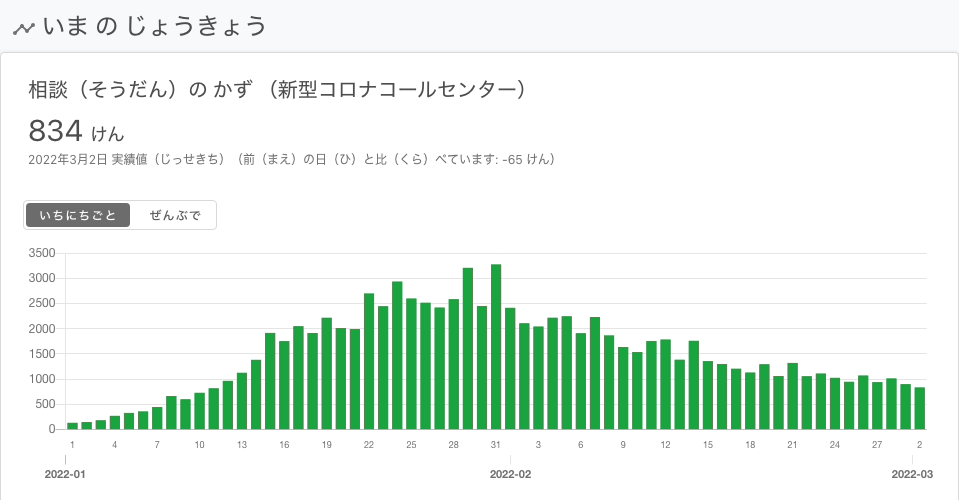 いま の じょうきょう
相談（そうだん）の かず （新型コロナコールセンター）
834 けん
2022年3月2日 実績値（じっせきち）（前（まえ）の日（ひ）と比（くら）べています: -65 けん）
いちにちごと ぜんぶで
3500
3000
2500
2000
1500
1000
500
0
1 4 7 10 13 16 19 22 25 28 31 3 6 9 12 15 18 21 24 27 2
2022-01 2022-02 2022-03